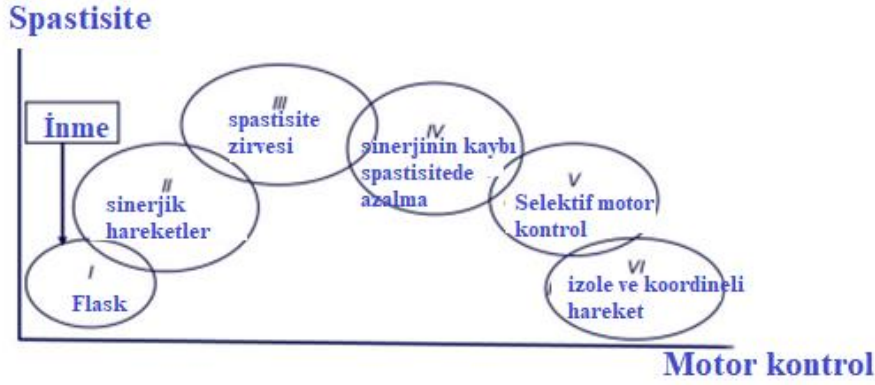 Spastisite
İnme
I
Flask
II
sinerjik
hareketler
III
spastisite
zirvesi
IV
sinerjinin kaybı
spastisitede
azalma
V
Selektif motor
kontrol
VI
izole ve koordineli
hareket
Motor kontrol